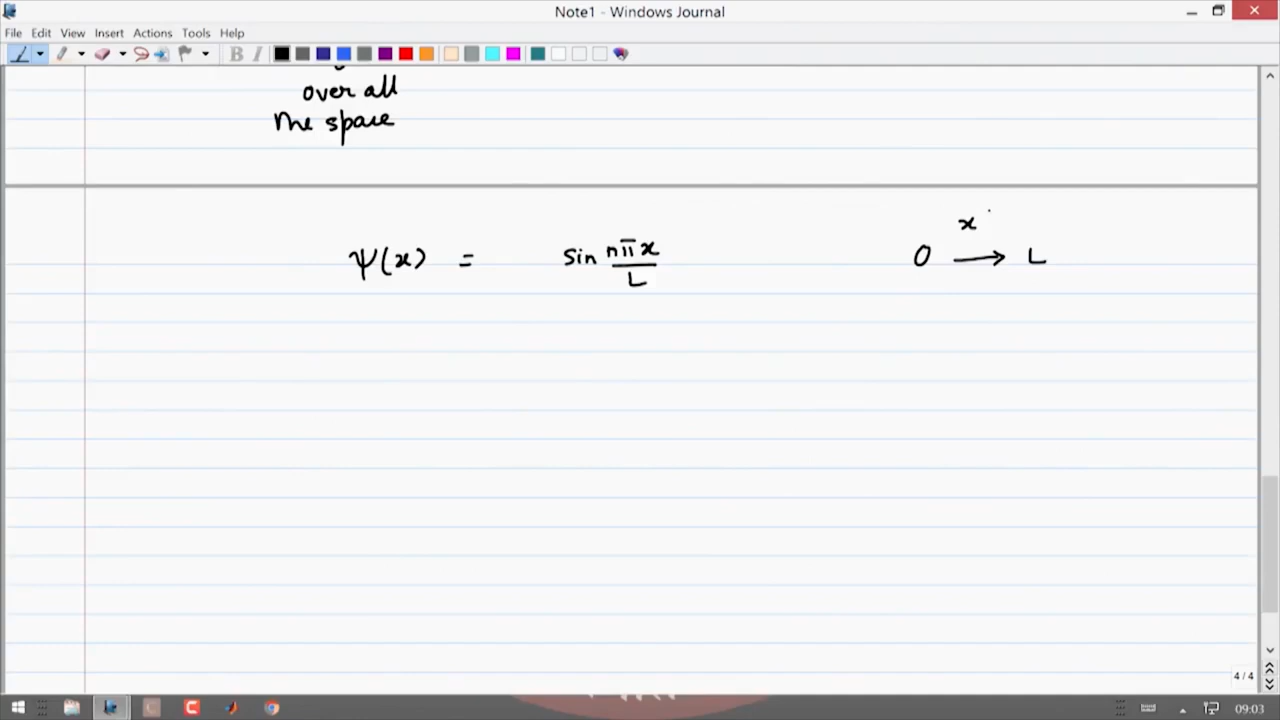 Note1 - Windows Journal
File Edit View Insert Actions Tools Help
B I
over all
the space
ψ(x) = sin nπx/L
x
0 → L
4 / 4
09:03